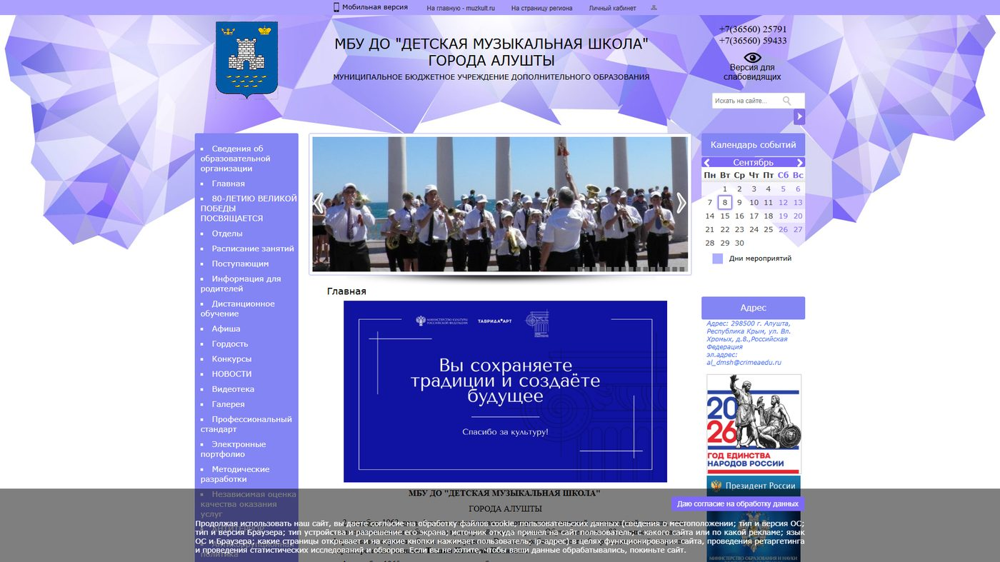 Мобильная версия
На главную - muzkult.ru
На страницу региона
Личный кабинет
МБУ ДО "ДЕТСКАЯ МУЗЫКАЛЬНАЯ ШКОЛА"
ГОРОДА АЛУШТЫ
МУНИЦИПАЛЬНОЕ БЮДЖЕТНОЕ УЧРЕЖДЕНИЕ ДОПОЛНИТЕЛЬНОГО ОБРАЗОВАНИЯ
+7(36560) 25791
+7(36560) 59433
Версия для
слабовидящих
Искать на сайте...
Сведения об
образовательной
организации
Главная
80-ЛЕТИЮ ВЕЛИКОЙ
ПОБЕДЫ
ПОСВЯЩАЕТСЯ
Отделы
Расписание занятий
Поступающим
Информация для
родителей
Дистанционное
обучение
Афиша
Гордость
Конкурсы
НОВОСТИ
Видеотека
Галерея
Профессиональный
стандарт
Электронные
портфолио
Методические
разработки
Независимая оценка
качества оказания
услуг
политика
Главная
МИНИСТЕРСТВО КУЛЬТУРЫ
РОССИЙСКОЙ ФЕДЕРАЦИИ
ТАВРИДА АРТ
Вы сохраняете
традиции и создаёте
будущее
Спасибо за культуру!
МБУ ДО "ДЕТСКАЯ МУЗЫКАЛЬНАЯ ШКОЛА"
ГОРОДА АЛУШТЫ
Календарь событий
Сентябрь
Пн Вт Ср Чт Пт Сб Вс
1 2 3 4 5 6
7 8 9 10 11 12 13
14 15 16 17 18 19 20
21 22 23 24 25 26 27
28 29 30
Дни мероприятий
Адрес
Адрес: 298500 г. Алушта,
Республика Крым, ул. Вл.
Хромых, д.8.,Российская
Федерация
эл.адрес:
al_dmsh@crimeaedu.ru
2026
ГОД ЕДИНСТВА
НАРОДОВ РОССИИ
Президент России
МИНИСТЕРСТВО ОБРАЗОВАНИЯ И НАУКИ
Даю согласие на обработку данных
Продолжая использовать наш сайт, вы даете согласие на обработку файлов cookie, пользовательских данных (сведения о местоположении; тип и версия ОС;
тип и версия Браузера; тип устройства и разрешение его экрана; источник откуда пришел на сайт пользователь; с какого сайта или по какой рекламе; язык
ОС и Браузера; какие страницы открывает и на какие кнопки нажимает пользователь; ip-адрес) в целях функционирования сайта, проведения ретаргетинга
и проведения статистических исследований и обзоров. Если вы не хотите, чтобы ваши данные обрабатывались, покиньте сайт.